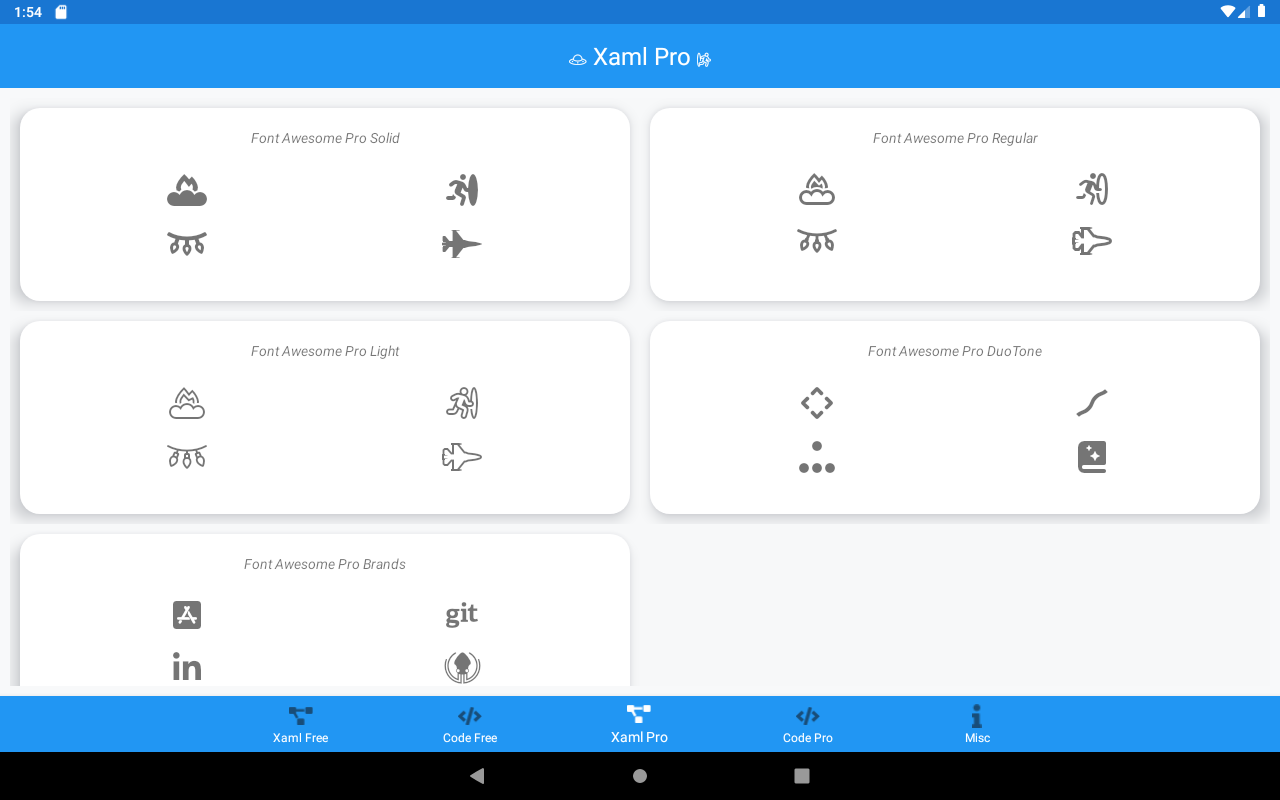 1:54
Xaml Pro
Font Awesome Pro Solid
Font Awesome Pro Regular
Font Awesome Pro Light
Font Awesome Pro DuoTone
Font Awesome Pro Brands
git
in
Xaml Free
Code Free
Xaml Pro
Code Pro
Misc